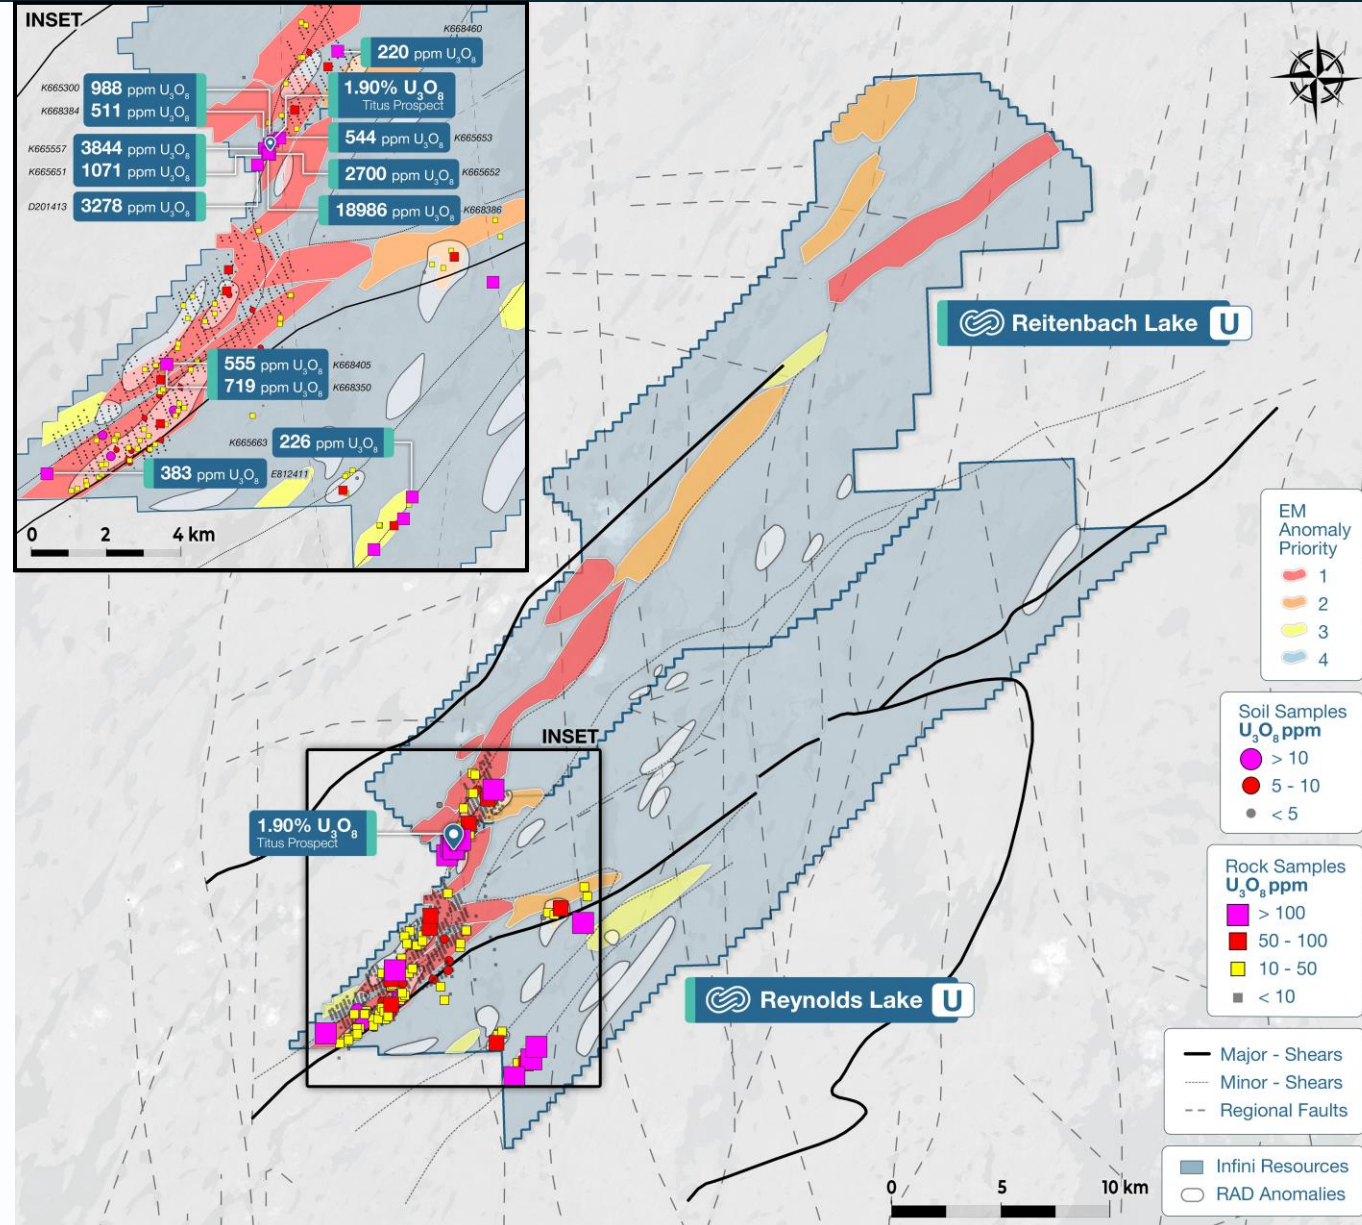 INSET
K668460
220 ppm U₃O₈
K665300
988 ppm U₃O₈
K668384
511 ppm U₃O₈
1.90% U₃O₈
Titus Prospect
544 ppm U₃O₈
K665653
K665557
3844 ppm U₃O₈
K665651
1071 ppm U₃O₈
2700 ppm U₃O₈
K665652
D201413
3278 ppm U₃O₈
18986 ppm U₃O₈
K668386
555 ppm U₃O₈
K668405
719 ppm U₃O₈
K668350
K665663
226 ppm U₃O₈
383 ppm U₃O₈
E812411
0 2 4 km
Reitenbach Lake U
INSET
1.90% U₃O₈
Titus Prospect
Reynolds Lake U
EM
Anomaly
Priority
1
2
3
4
Soil Samples
U₃O₈ ppm
> 10
5 - 10
< 5
Rock Samples
U₃O₈ ppm
> 100
50 - 100
10 - 50
< 10
Major - Shears
Minor - Shears
Regional Faults
Infini Resources
RAD Anomalies
0 5 10 km